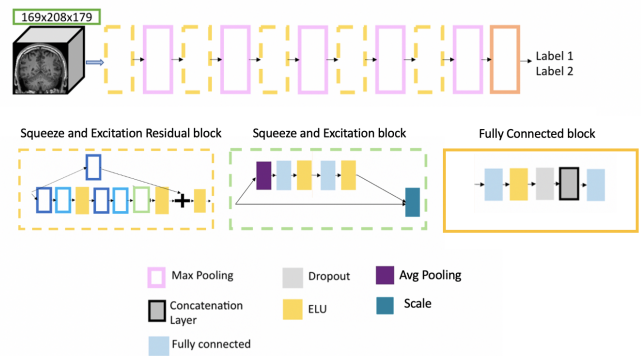 169x208x179
Label 1
Label 2
Squeeze and Excitation Residual block
Squeeze and Excitation block
Fully Connected block
Max Pooling
Dropout
Avg Pooling
Concatenation
Layer
ELU
Scale
Fully connected